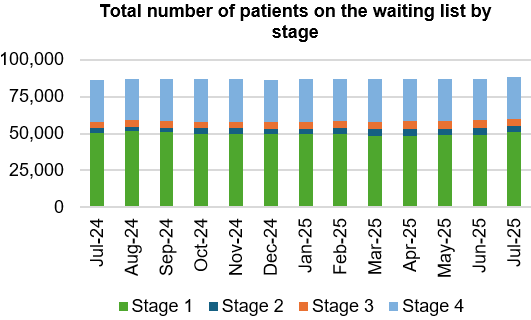 Total number of patients on the waiting list by
stage
100,000
75,000
50,000
25,000
0
Jul-24
Aug-24
Sep-24
Oct-24
Nov-24
Dec-24
Jan-25
Feb-25
Mar-25
Apr-25
May-25
Jun-25
Jul-25
Stage 1 Stage 2 Stage 3 Stage 4